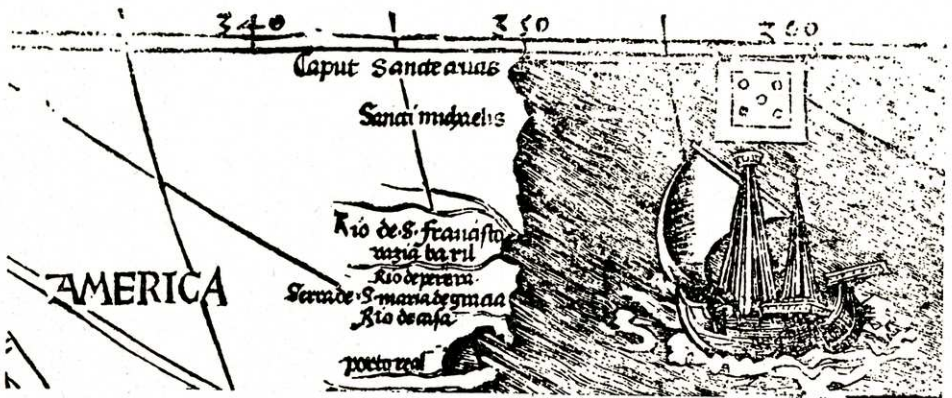 340 350 360
Caput Sancte crucis
Sancti michaelis
Rio de.S.francisco
vazia baril
Rio de pereira
Serra de.S.maria de gracia
Rio de casa
porto real
AMERICA